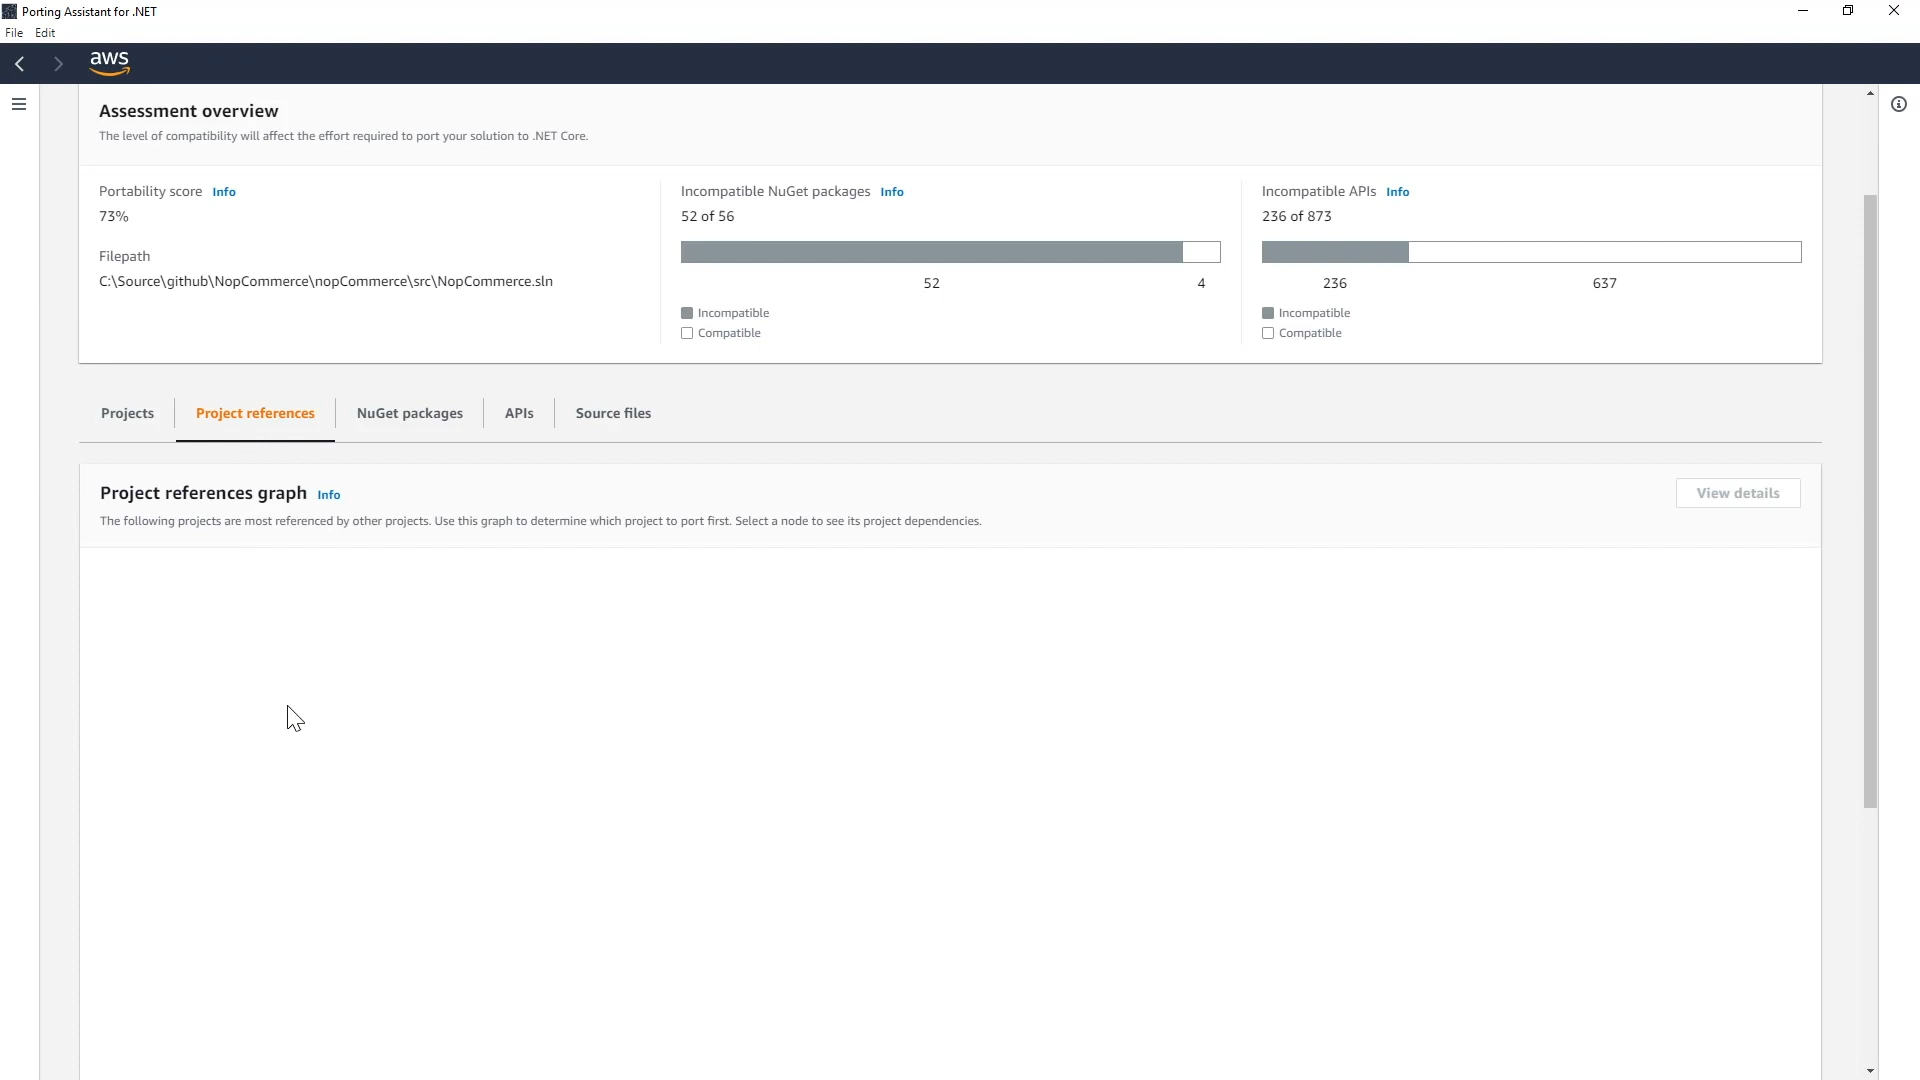 Porting Assistant for .NET
File Edit
aws
Assessment overview
The level of compatibility will affect the effort required to port your solution to .NET Core.
Portability score Info
73%
Filepath
C:\Source\github\NopCommerce\nopCommerce\src\NopCommerce.sln
Incompatible NuGet packages Info
52 of 56
52 4
Incompatible
Compatible
Incompatible APIs Info
236 of 873
236 637
Incompatible
Compatible
Projects Project references NuGet packages APIs Source files
Project references graph Info
View details
The following projects are most referenced by other projects. Use this graph to determine which project to port first. Select a node to see its project dependencies.